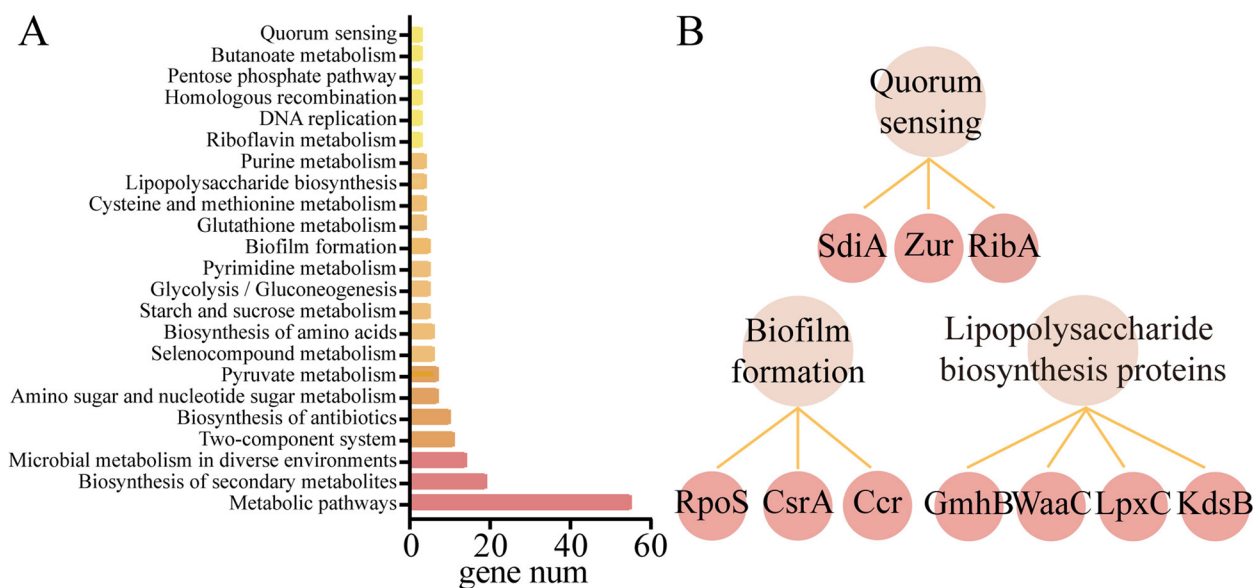 A
Quorum sensing
Butanoate metabolism
Pentose phosphate pathway
Homologous recombination
DNA replication
Riboflavin metabolism
Purine metabolism
Lipopolysaccharide biosynthesis
Cysteine and methionine metabolism
Glutathione metabolism
Biofilm formation
Pyrimidine metabolism
Glycolysis / Gluconeogenesis
Starch and sucrose metabolism
Biosynthesis of amino acids
Selenocompound metabolism
Pyruvate metabolism
Amino sugar and nucleotide sugar metabolism
Biosynthesis of antibiotics
Two-component system
Microbial metabolism in diverse environments
Biosynthesis of secondary metabolites
Metabolic pathways
0 20 40 60
gene num
B
Quorum
sensing
SdiA Zur RibA
Biofilm
formation
RpoS CsrA Ccr
Lipopolysaccharide
biosynthesis proteins
GmhB WaaC LpxC KdsB